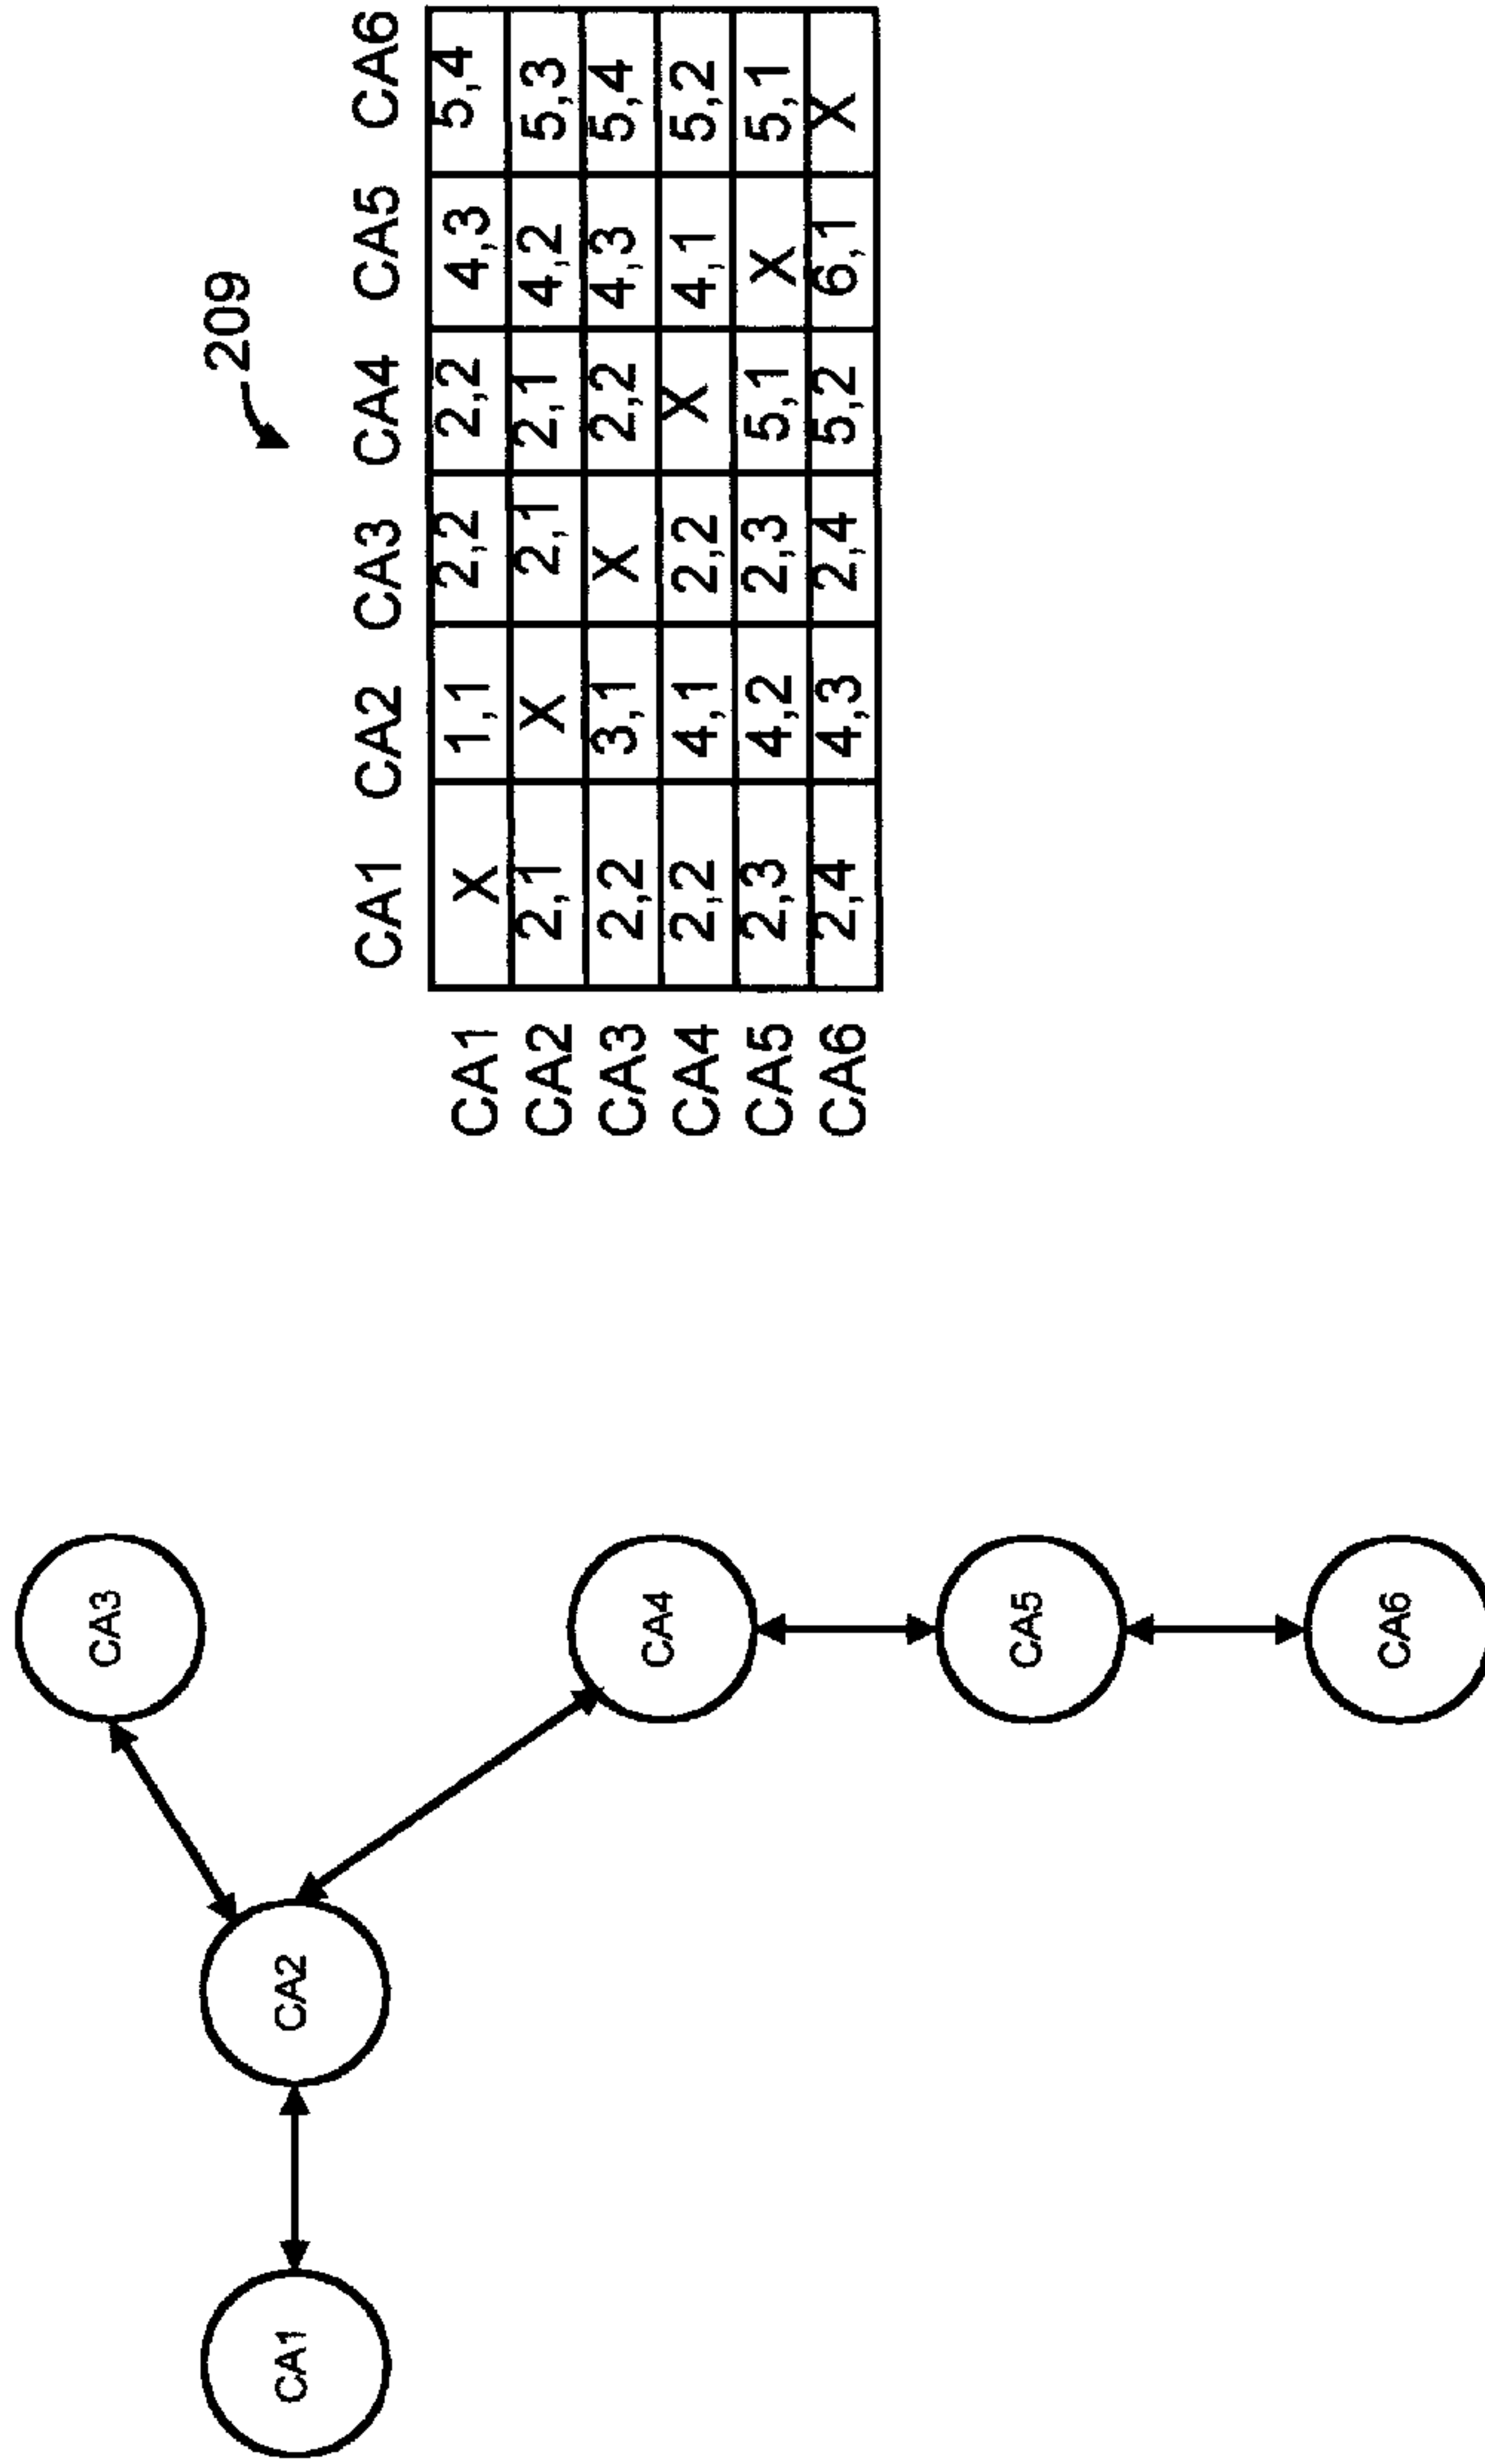 209
CA1 CA2 CA3 CA4 CA5 CA6
CA1 X 1,1 2,2 2,2 4,3 5,4
CA2 2,1 X 2,1 2,1 4,2 5,3
CA3 2,2 3,1 X 2,2 4,3 5,4
CA4 2,2 4,1 2,2 X 4,1 5,2
CA5 2,3 4,2 2,3 5,1 X 5,1
CA6 2,4 4,3 2,4 5,2 6,1 X
CA3
CA1
CA2
CA4
CA5
CA6